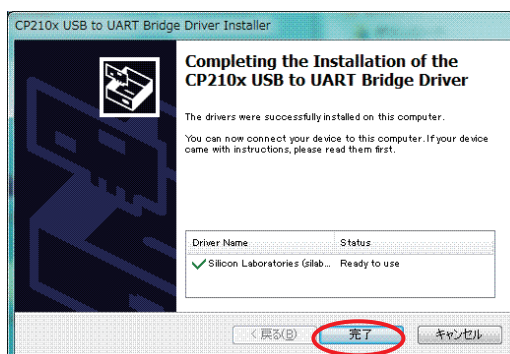 CP210x USB to UART Bridge Driver Installer
Completing the Installation of the
CP210x USB to UART Bridge Driver
The drivers were successfully installed on this computer.
You can now connect your device to this computer. If your device
came with instructions, please read them first.
Driver Name Status
Silicon Laboratories (silab... Ready to use
< 戻る(B) 完了 キャンセル